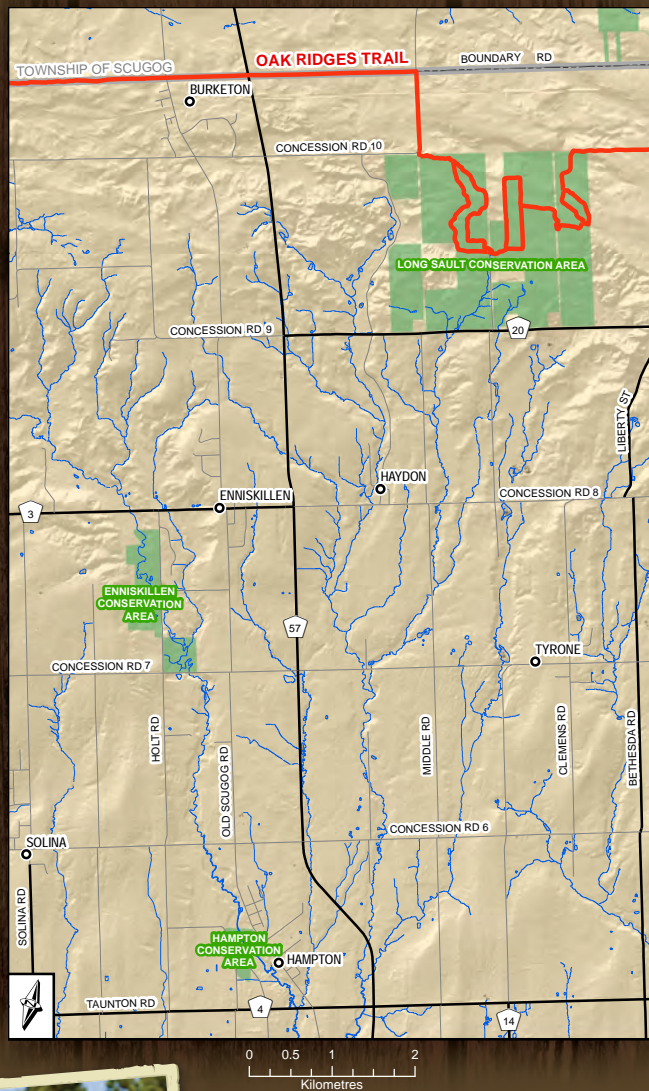 OAK RIDGES TRAIL
BOUNDARY RD
TOWNSHIP OF SCUGOG
BURKETON
CONCESSION RD 10
LONG SAULT CONSERVATION AREA
CONCESSION RD 9
20
LIBERTY ST
HAYDON
CONCESSION RD 8
ENNISKILLEN
3
ENNISKILLEN
CONSERVATION
AREA
57
TYRONE
CONCESSION RD 7
HOLT RD
OLD SCUGOG RD
MIDDLE RD
CLEMENS RD
BETHESDA RD
CONCESSION RD 6
SOLINA
SOLINA RD
HAMPTON
CONSERVATION
AREA
HAMPTON
TAUNTON RD
4
14
0 0.5 1 2
Kilometres